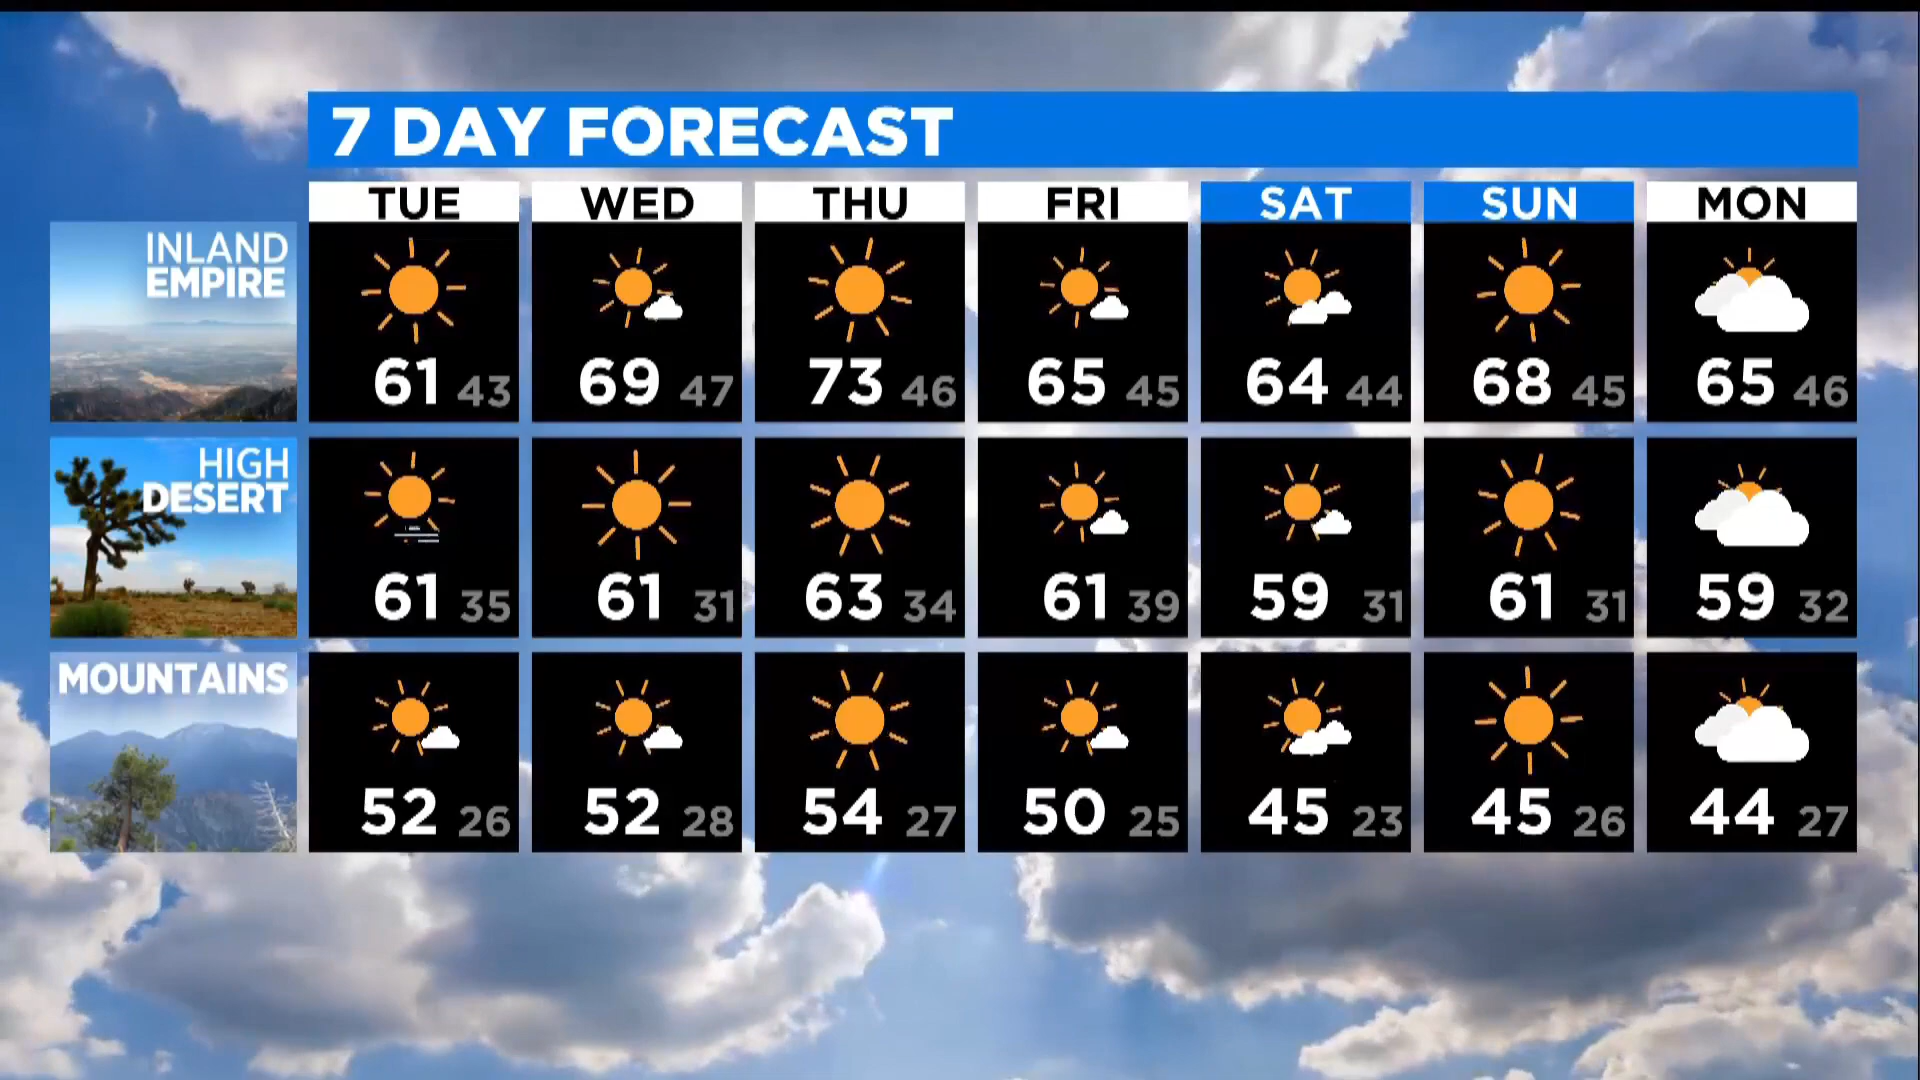 7 DAY FORECAST
TUE WED THU FRI SAT SUN MON
INLAND
EMPIRE
61 43 69 47 73 46 65 45 64 44 68 45 65 46
HIGH
DESERT
61 35 61 31 63 34 61 39 59 31 61 31 59 32
MOUNTAINS
52 26 52 28 54 27 50 25 45 23 45 26 44 27